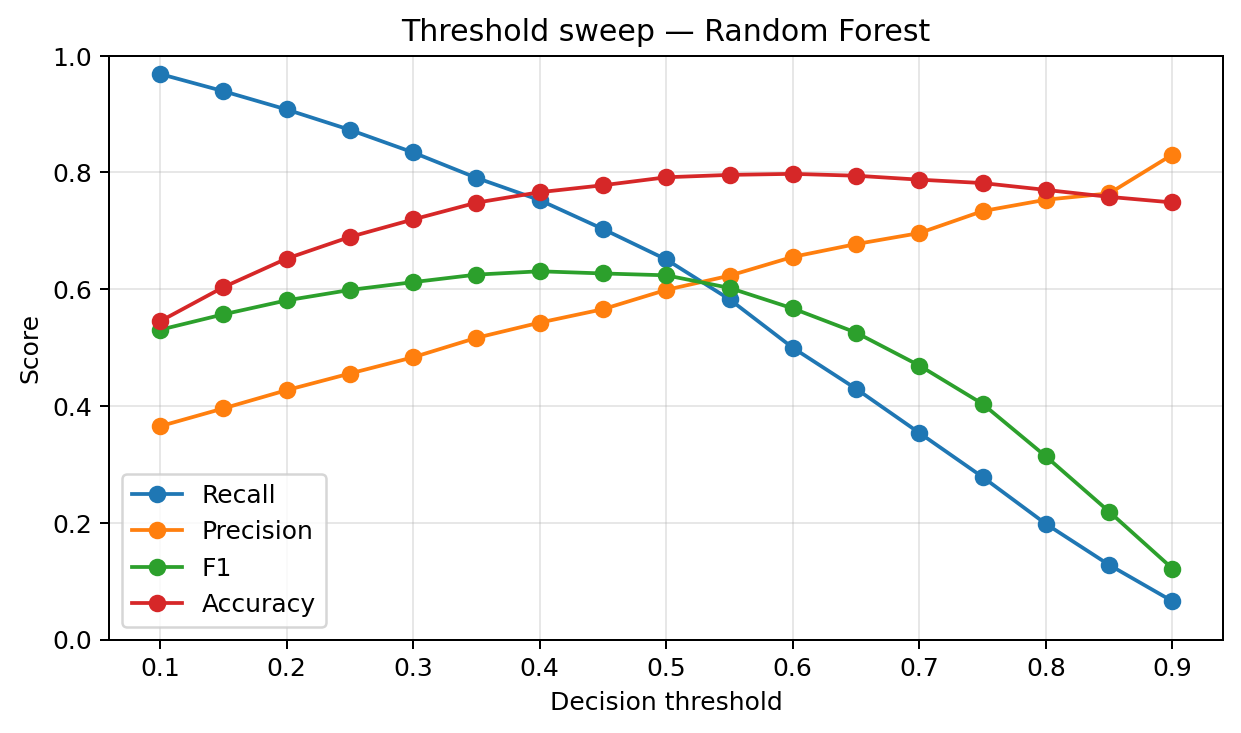 Threshold sweep — Random Forest
1.0
0.8
0.6
0.4
0.2
0.0
Score
Recall
Precision
F1
Accuracy
0.1 0.2 0.3 0.4 0.5 0.6 0.7 0.8 0.9
Decision threshold